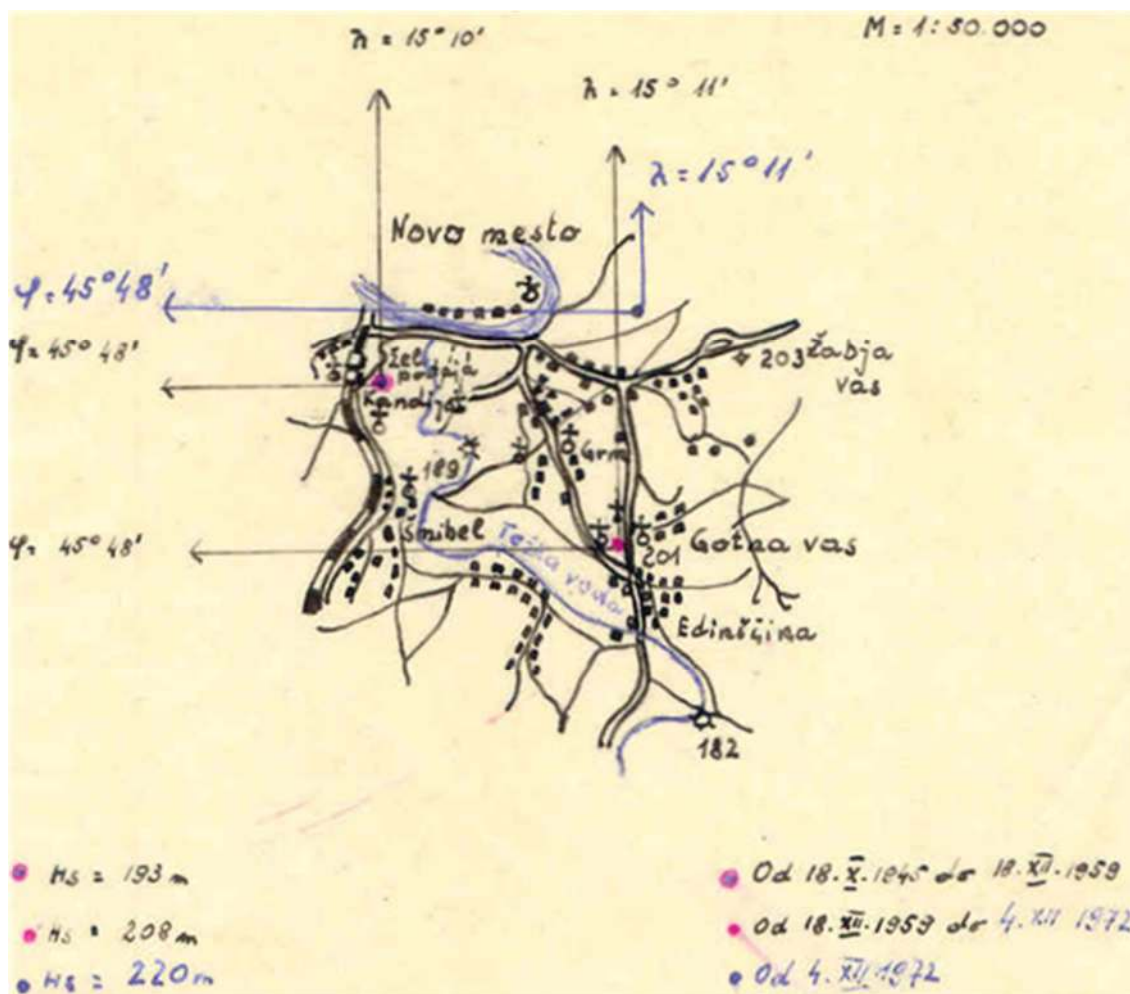 λ = 15° 10'
M = 1:50.000
λ = 15° 11'
λ = 15° 11'
Novo mesto
φ = 45° 48'
φ = 45° 48'
203 Žabja
vas
Žel.
postaja
Kandija
Grm
189
Šmihel
φ = 45° 48'
Težka voda
201
Gotna vas
Edinščina
182
Hs = 193 m
Hs = 208 m
Hs = 220 m
Od 18. X. 1945 do 18. XII. 1959
Od 18. XII. 1959 do 4. XII 1972
Od 4. XII 1972